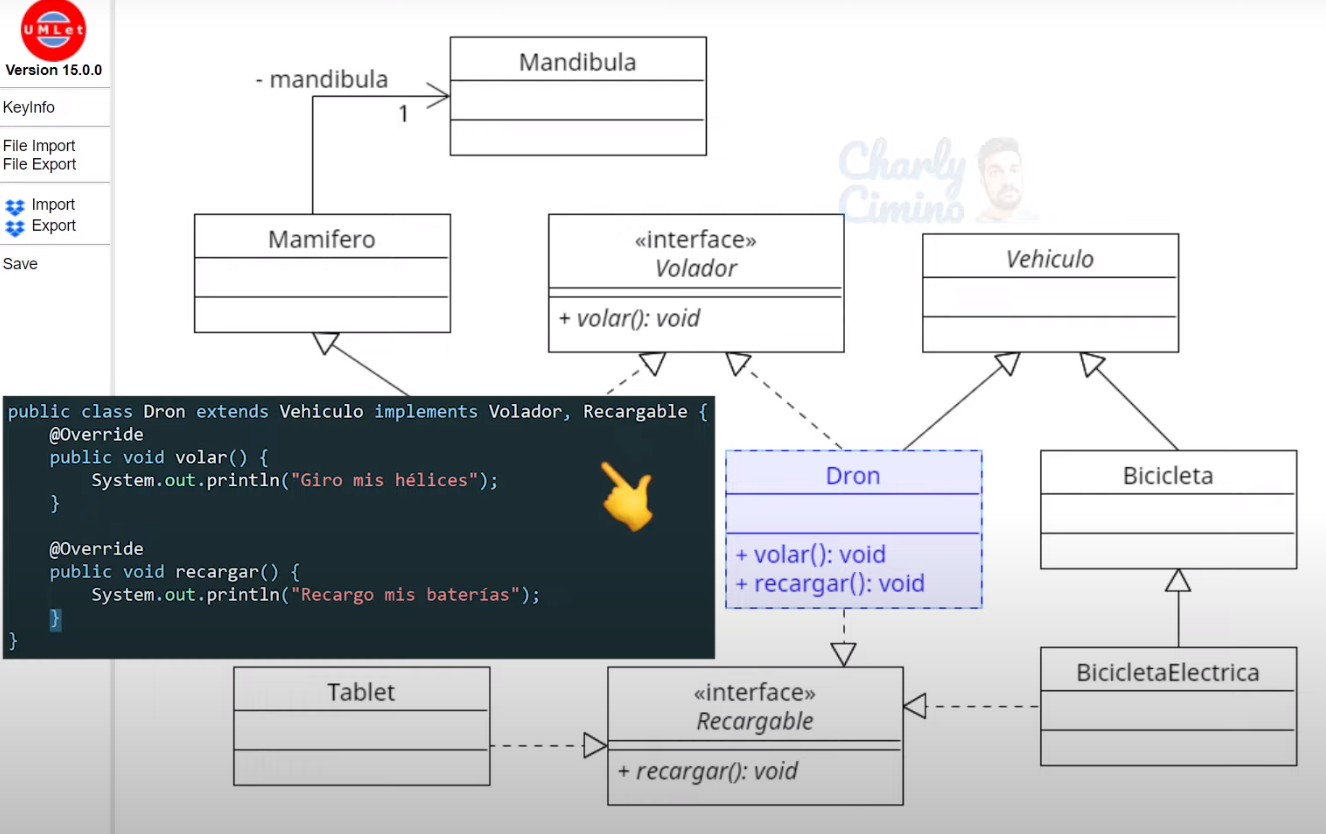 UMLet
Version 15.0.0
KeyInfo
File Import
File Export
Import
Export
Save
- mandibula
1
Mandibula
Charly
Cimino
Mamifero
«interface»
Volador
+ volar(): void
Vehiculo
public class Dron extends Vehiculo implements Volador, Recargable {
@Override
public void volar() {
System.out.println("Giro mis hélices");
}
@Override
public void recargar() {
System.out.println("Recargo mis baterías");
}
}
Dron
+ volar(): void
+ recargar(): void
Bicicleta
Tablet
«interface»
Recargable
+ recargar(): void
BicicletaElectrica